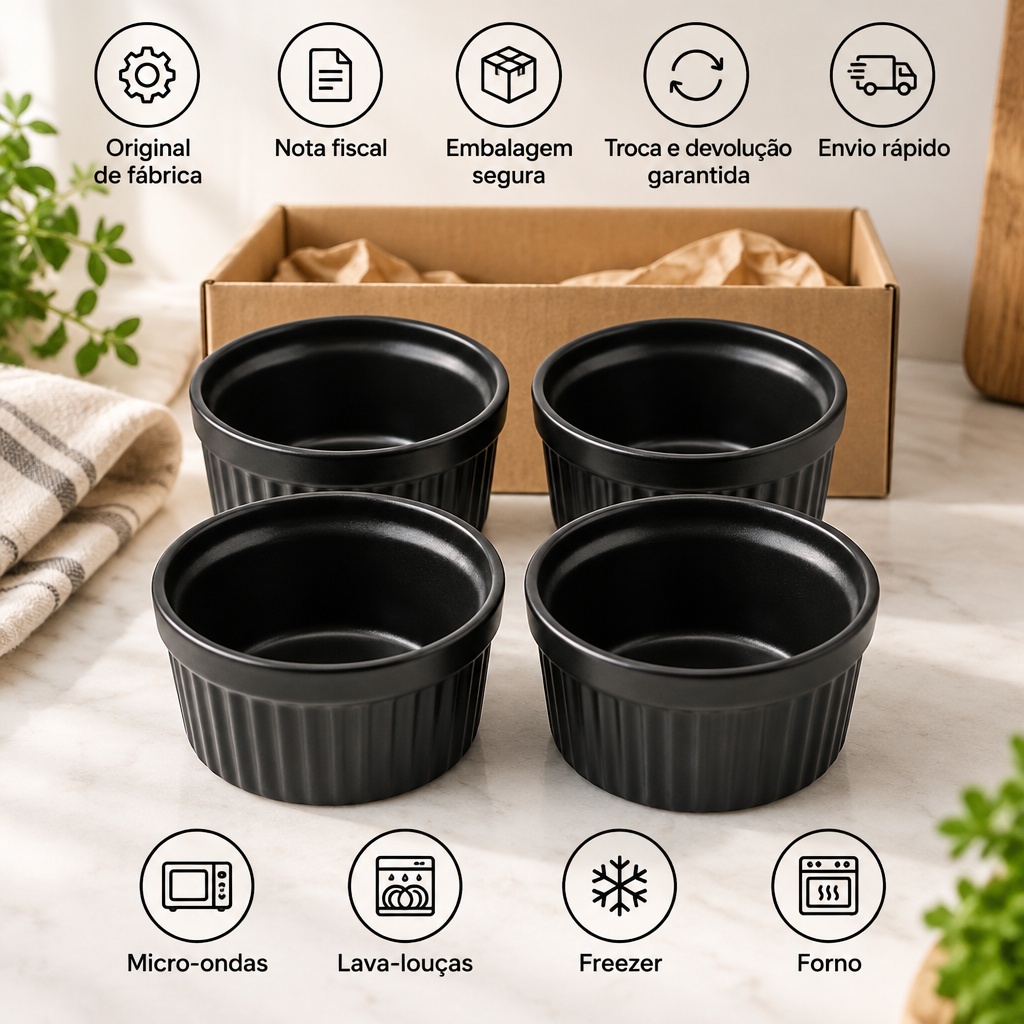 Original
de fábrica
Nota fiscal
Embalagem
segura
Troca e devolução
garantida
Envio rápido
Micro-ondas
Lava-louças
Freezer
Forno